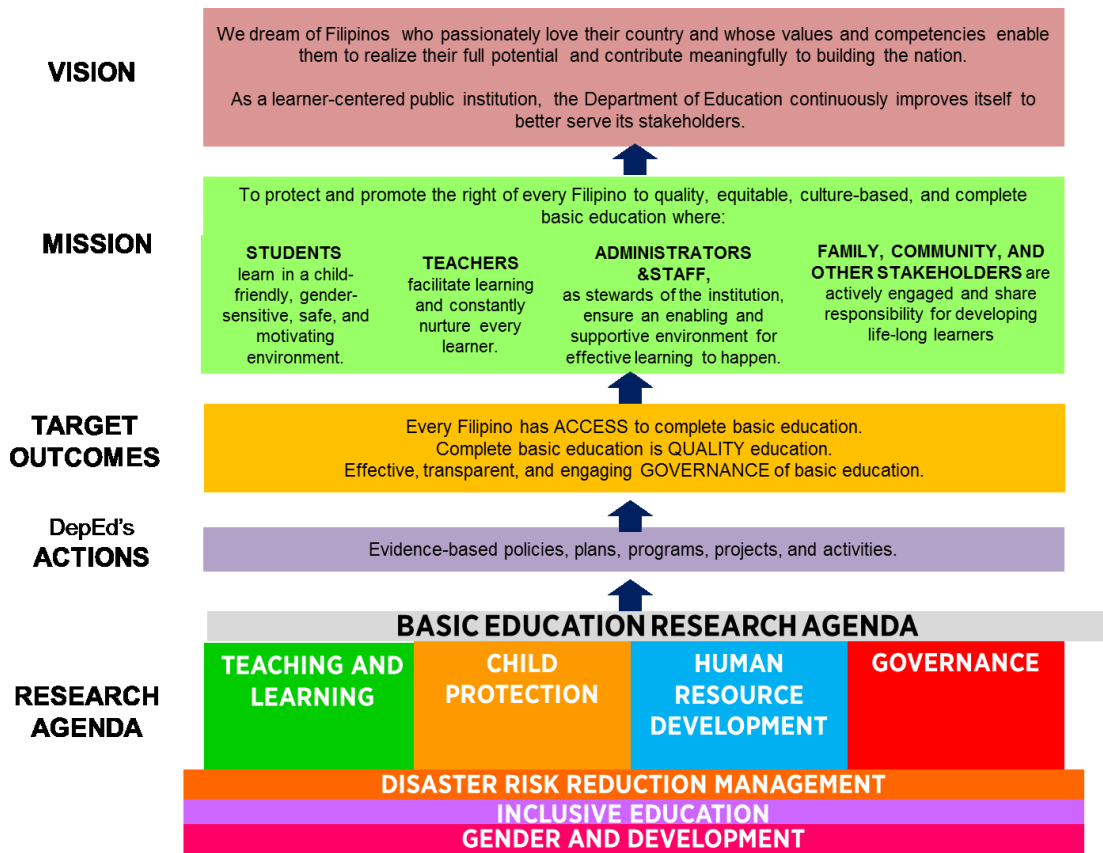 VISION
We dream of Filipinos who passionately love their country and whose values and competencies enable
them to realize their full potential and contribute meaningfully to building the nation.
As a learner-centered public institution, the Department of Education continuously improves itself to
better serve its stakeholders.
MISSION
To protect and promote the right of every Filipino to quality, equitable, culture-based, and complete
basic education where:
STUDENTS
learn in a child-
friendly, gender-
sensitive, safe, and
motivating
environment.
TEACHERS
facilitate learning
and constantly
nurture every
learner.
ADMINISTRATORS
&STAFF,
as stewards of the institution,
ensure an enabling and
supportive environment for
effective learning to happen.
FAMILY, COMMUNITY, AND
OTHER STAKEHOLDERS are
actively engaged and share
responsibility for developing
life-long learners
TARGET
OUTCOMES
Every Filipino has ACCESS to complete basic education.
Complete basic education is QUALITY education.
Effective, transparent, and engaging GOVERNANCE of basic education.
DepEd's
ACTIONS
Evidence-based policies, plans, programs, projects, and activities.
RESEARCH
AGENDA
BASIC EDUCATION RESEARCH AGENDA
TEACHING AND
LEARNING
CHILD
PROTECTION
HUMAN
RESOURCE
DEVELOPMENT
GOVERNANCE
DISASTER RISK REDUCTION MANAGEMENT
INCLUSIVE EDUCATION
GENDER AND DEVELOPMENT